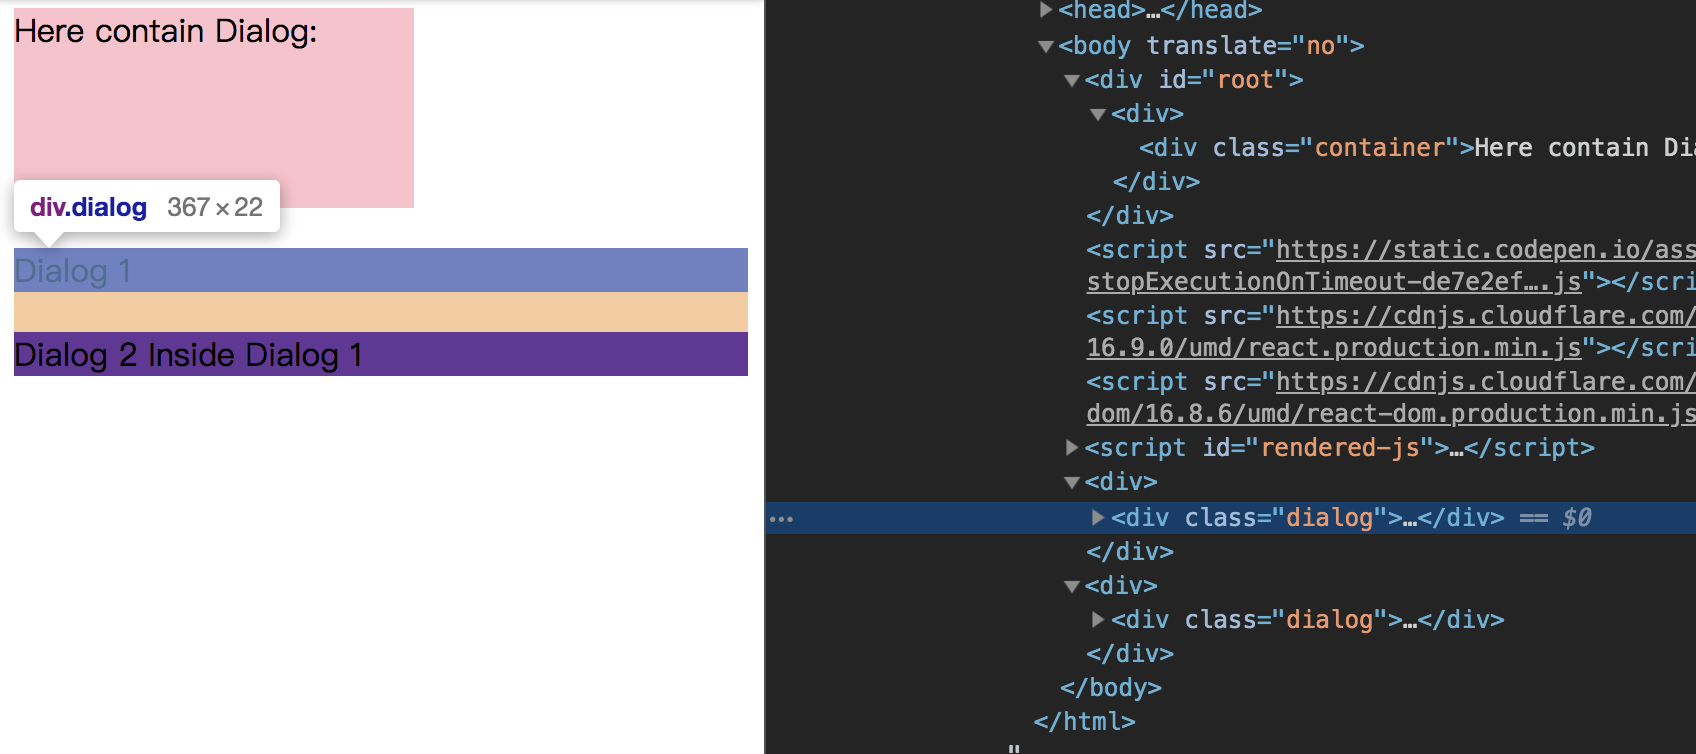 Here contain Dialog:
div.dialog 367 × 22
Dialog 1
Dialog 2 Inside Dialog 1
<head>…</head>
<body translate="no">
<div id="root">
<div>
<div class="container">Here contain Di
</div>
</div>
<script src="https://static.codepen.io/ass
stopExecutionOnTimeout-de7e2ef….js"></scri
<script src="https://cdnjs.cloudflare.com/
16.9.0/umd/react.production.min.js"></scri
<script src="https://cdnjs.cloudflare.com/
dom/16.8.6/umd/react-dom.production.min.js
<script id="rendered-js">…</script>
<div>
… <div class="dialog">…</div> == $0
</div>
<div>
<div class="dialog">…</div>
</div>
</body>
</html>